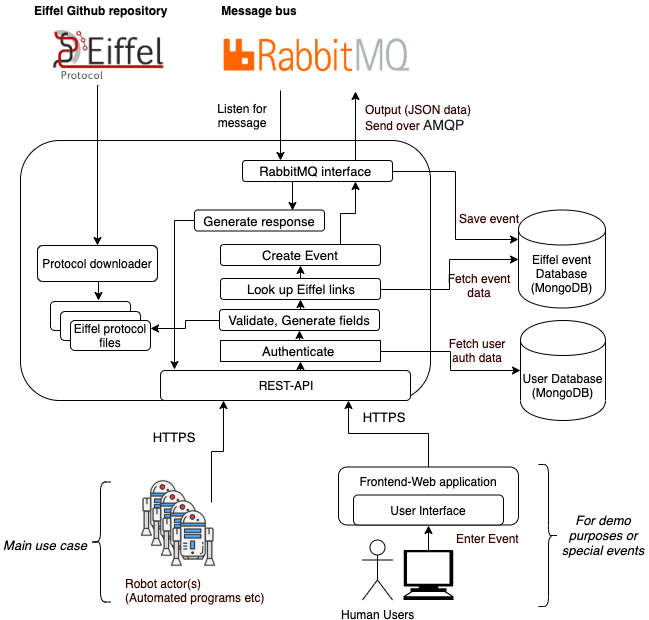 Eiffel Github repository
Message bus
Eiffel
Protocol
RabbitMQ
Listen for
message
Output (JSON data)
Send over AMQP
RabbitMQ interface
Generate response
Save event
Create Event
Protocol downloader
Eiffel event
Database
(MongoDB)
Look up Eiffel links
Fetch event
data
Validate, Generate fields
Eiffel protocol
files
Authenticate
Fetch user
auth data
REST-API
User Database
(MongoDB)
HTTPS
HTTPS
Frontend-Web application
User Interface
Main use case
For demo
purposes or
special events
Enter Event
Robot actor(s)
(Automated programs etc)
Human Users